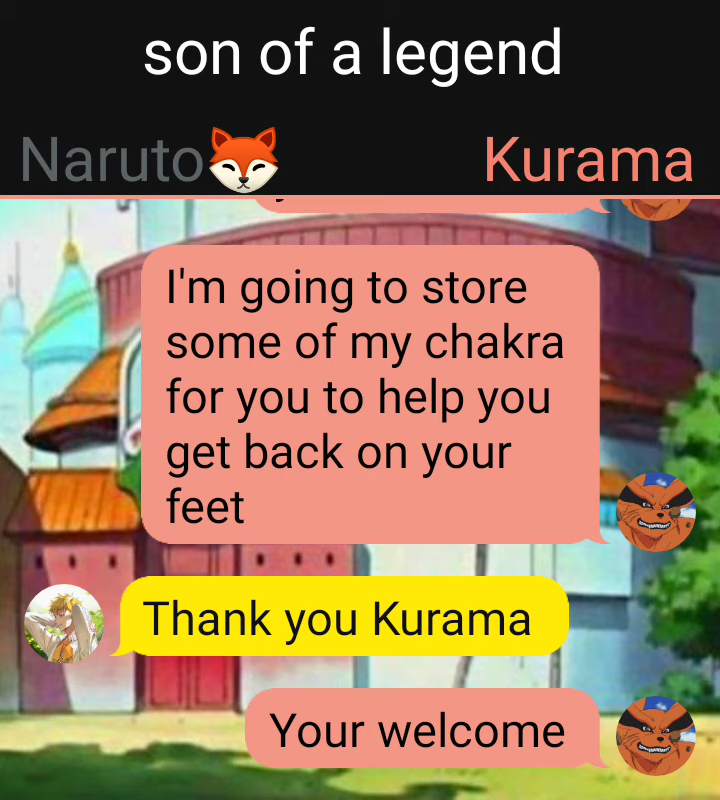 son of a legend
Naruto🦊 Kurama
I'm going to store
some of my chakra
for you to help you
get back on your
feet
Thank you Kurama
Your welcome